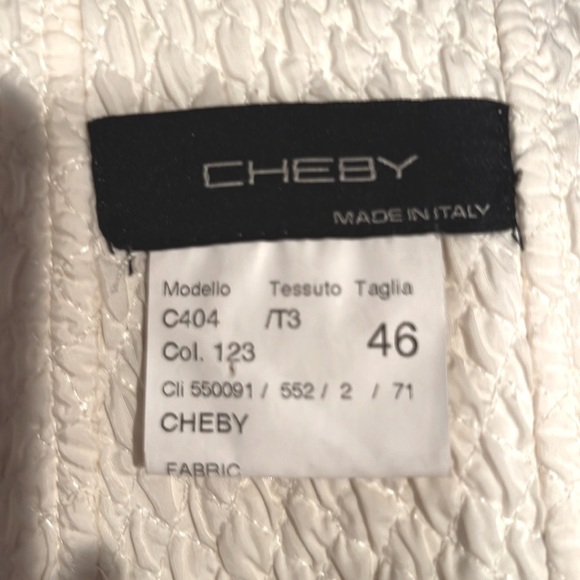 CHEBY
MADE IN ITALY
Modello Tessuto Taglia
C404 /T3 46
Col. 123
Cli 550091 / 552 / 2 / 71
CHEBY
FABRIC